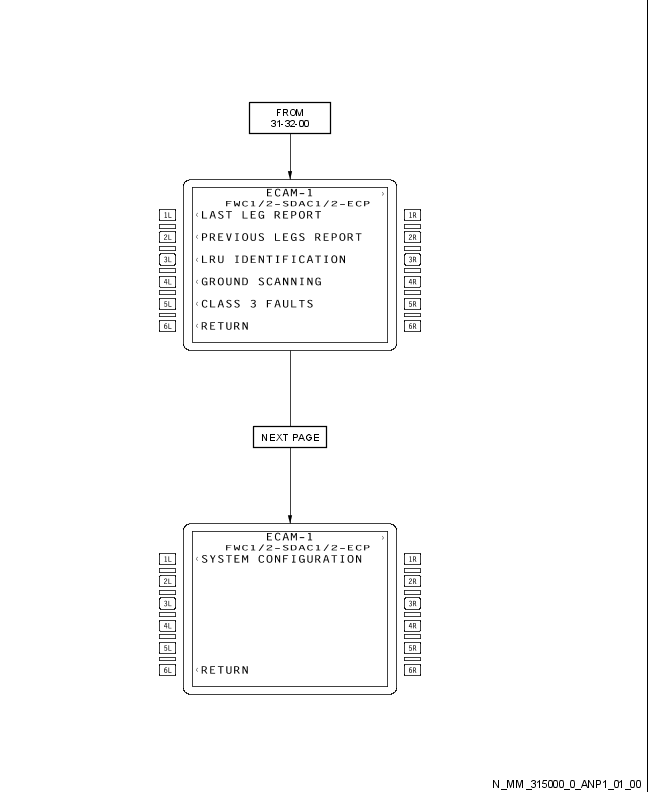 FROM
31-32-00
ECAM-1 ›
FWC1/2-SDAC1/2-ECP
1L ‹LAST LEG REPORT 1R
2L ‹PREVIOUS LEGS REPORT 2R
3L ‹LRU IDENTIFICATION 3R
4L ‹GROUND SCANNING 4R
5L ‹CLASS 3 FAULTS 5R
6L ‹RETURN 6R
NEXT PAGE
ECAM-1 ›
FWC1/2-SDAC1/2-ECP
1L ‹SYSTEM CONFIGURATION 1R
2L 2R
3L 3R
4L 4R
5L 5R
6L ‹RETURN 6R
N_MM_315000_0_ANP1_01_00